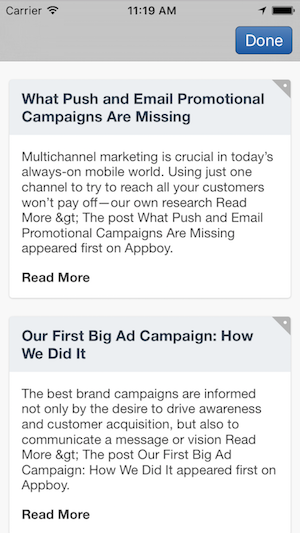 Carrier 11:19 AM
Done
What Push and Email Promotional
Campaigns Are Missing
Multichannel marketing is crucial in today's
always-on mobile world. Using just one
channel to try to reach all your customers
won't pay off—our own research Read
More &gt; The post What Push and Email
Promotional Campaigns Are Missing
appeared first on Appboy.
Read More
Our First Big Ad Campaign: How
We Did It
The best brand campaigns are informed
not only by the desire to drive awareness
and customer acquisition, but also to
communicate a message or vision Read
More &gt; The post Our First Big Ad
Campaign: How We Did It appeared first on
Appboy.
Read More